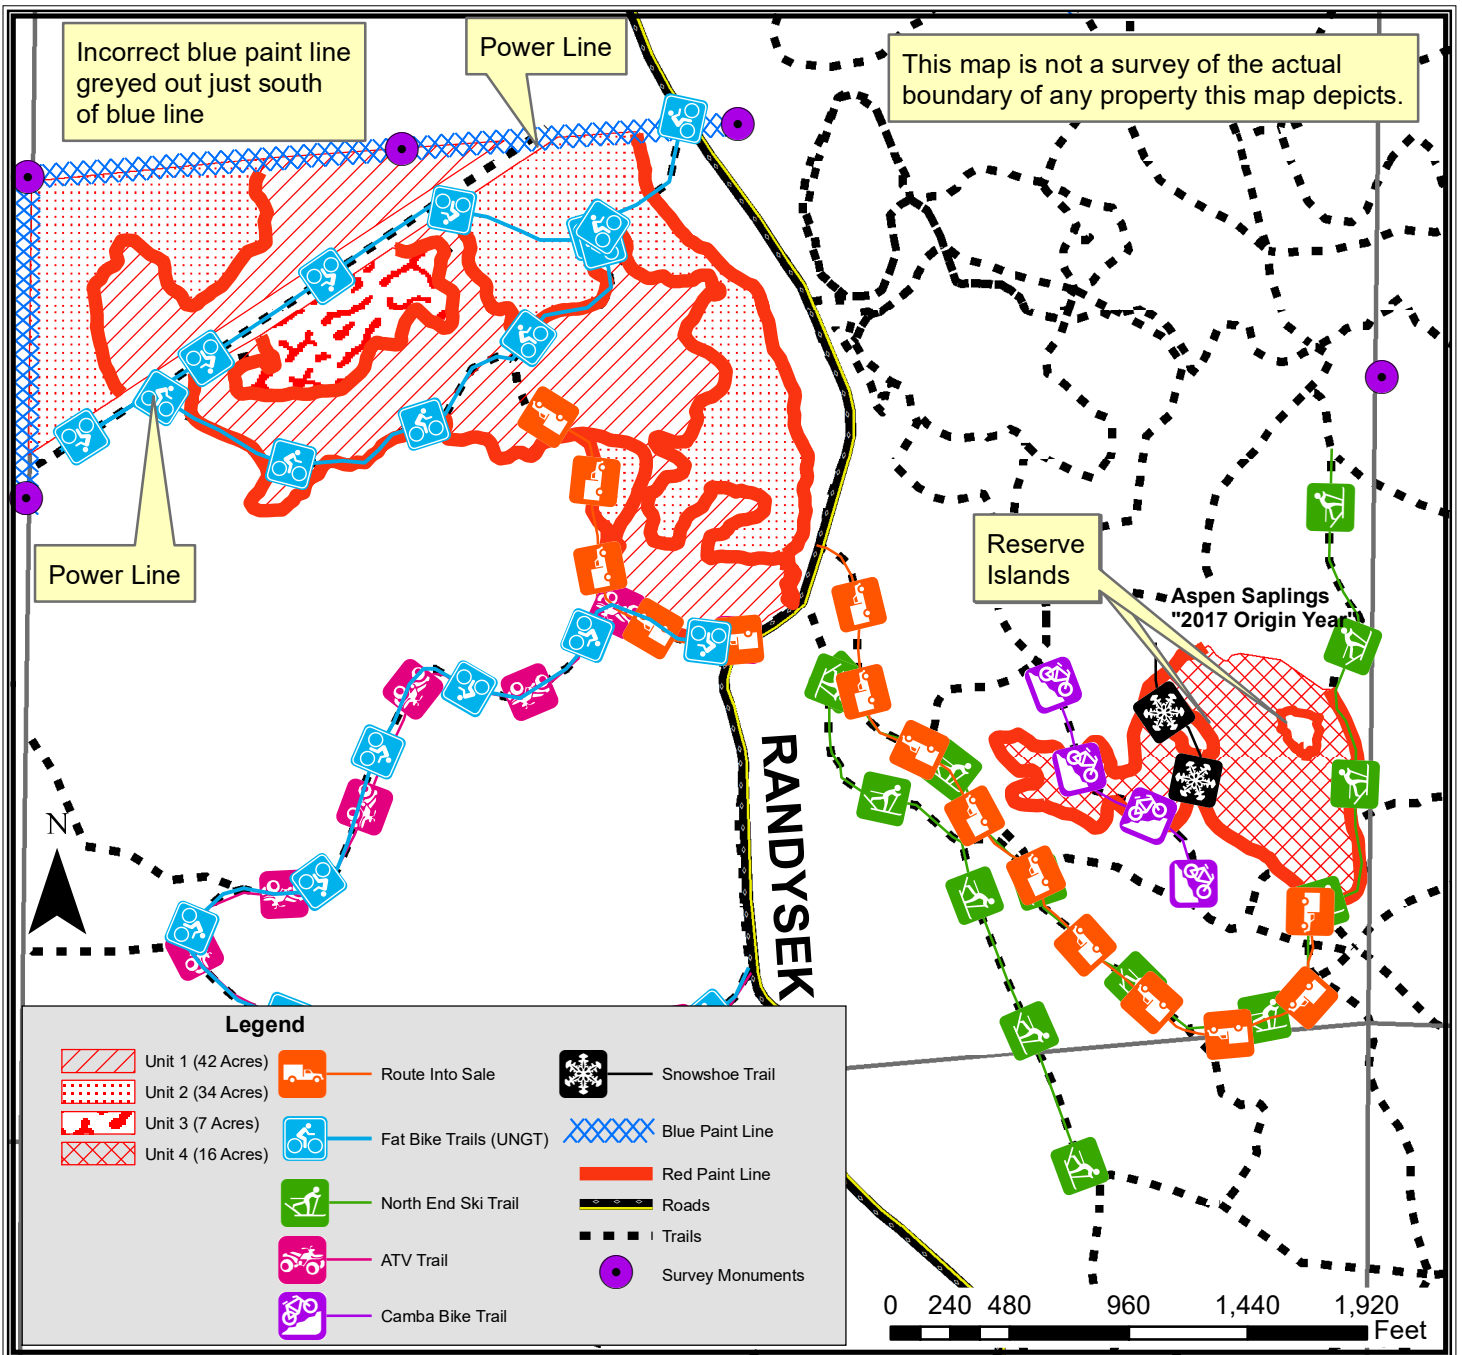 Incorrect blue paint line
greyed out just south
of blue line
Power Line
This map is not a survey of the actual
boundary of any property this map depicts.
Power Line
Reserve
Islands
Aspen Saplings
"2017 Origin Year"
RANDYSEK
N
Legend
Unit 1 (42 Acres)
Unit 2 (34 Acres)
Unit 3 (7 Acres)
Unit 4 (16 Acres)
Route Into Sale
Fat Bike Trails (UNGT)
North End Ski Trail
ATV Trail
Camba Bike Trail
Snowshoe Trail
Blue Paint Line
Red Paint Line
Roads
Trails
Survey Monuments
0 240 480 960 1,440 1,920
Feet